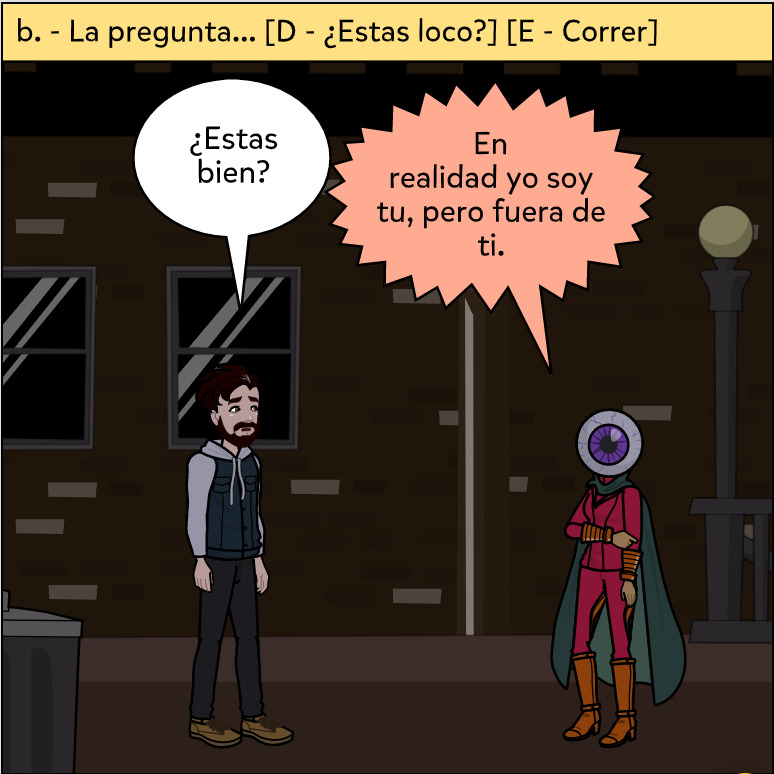 b. - La pregunta... [D - ¿Estas loco?] [E - Correr]
¿Estas
bien?
En
realidad yo soy
tu, pero fuera de
ti.